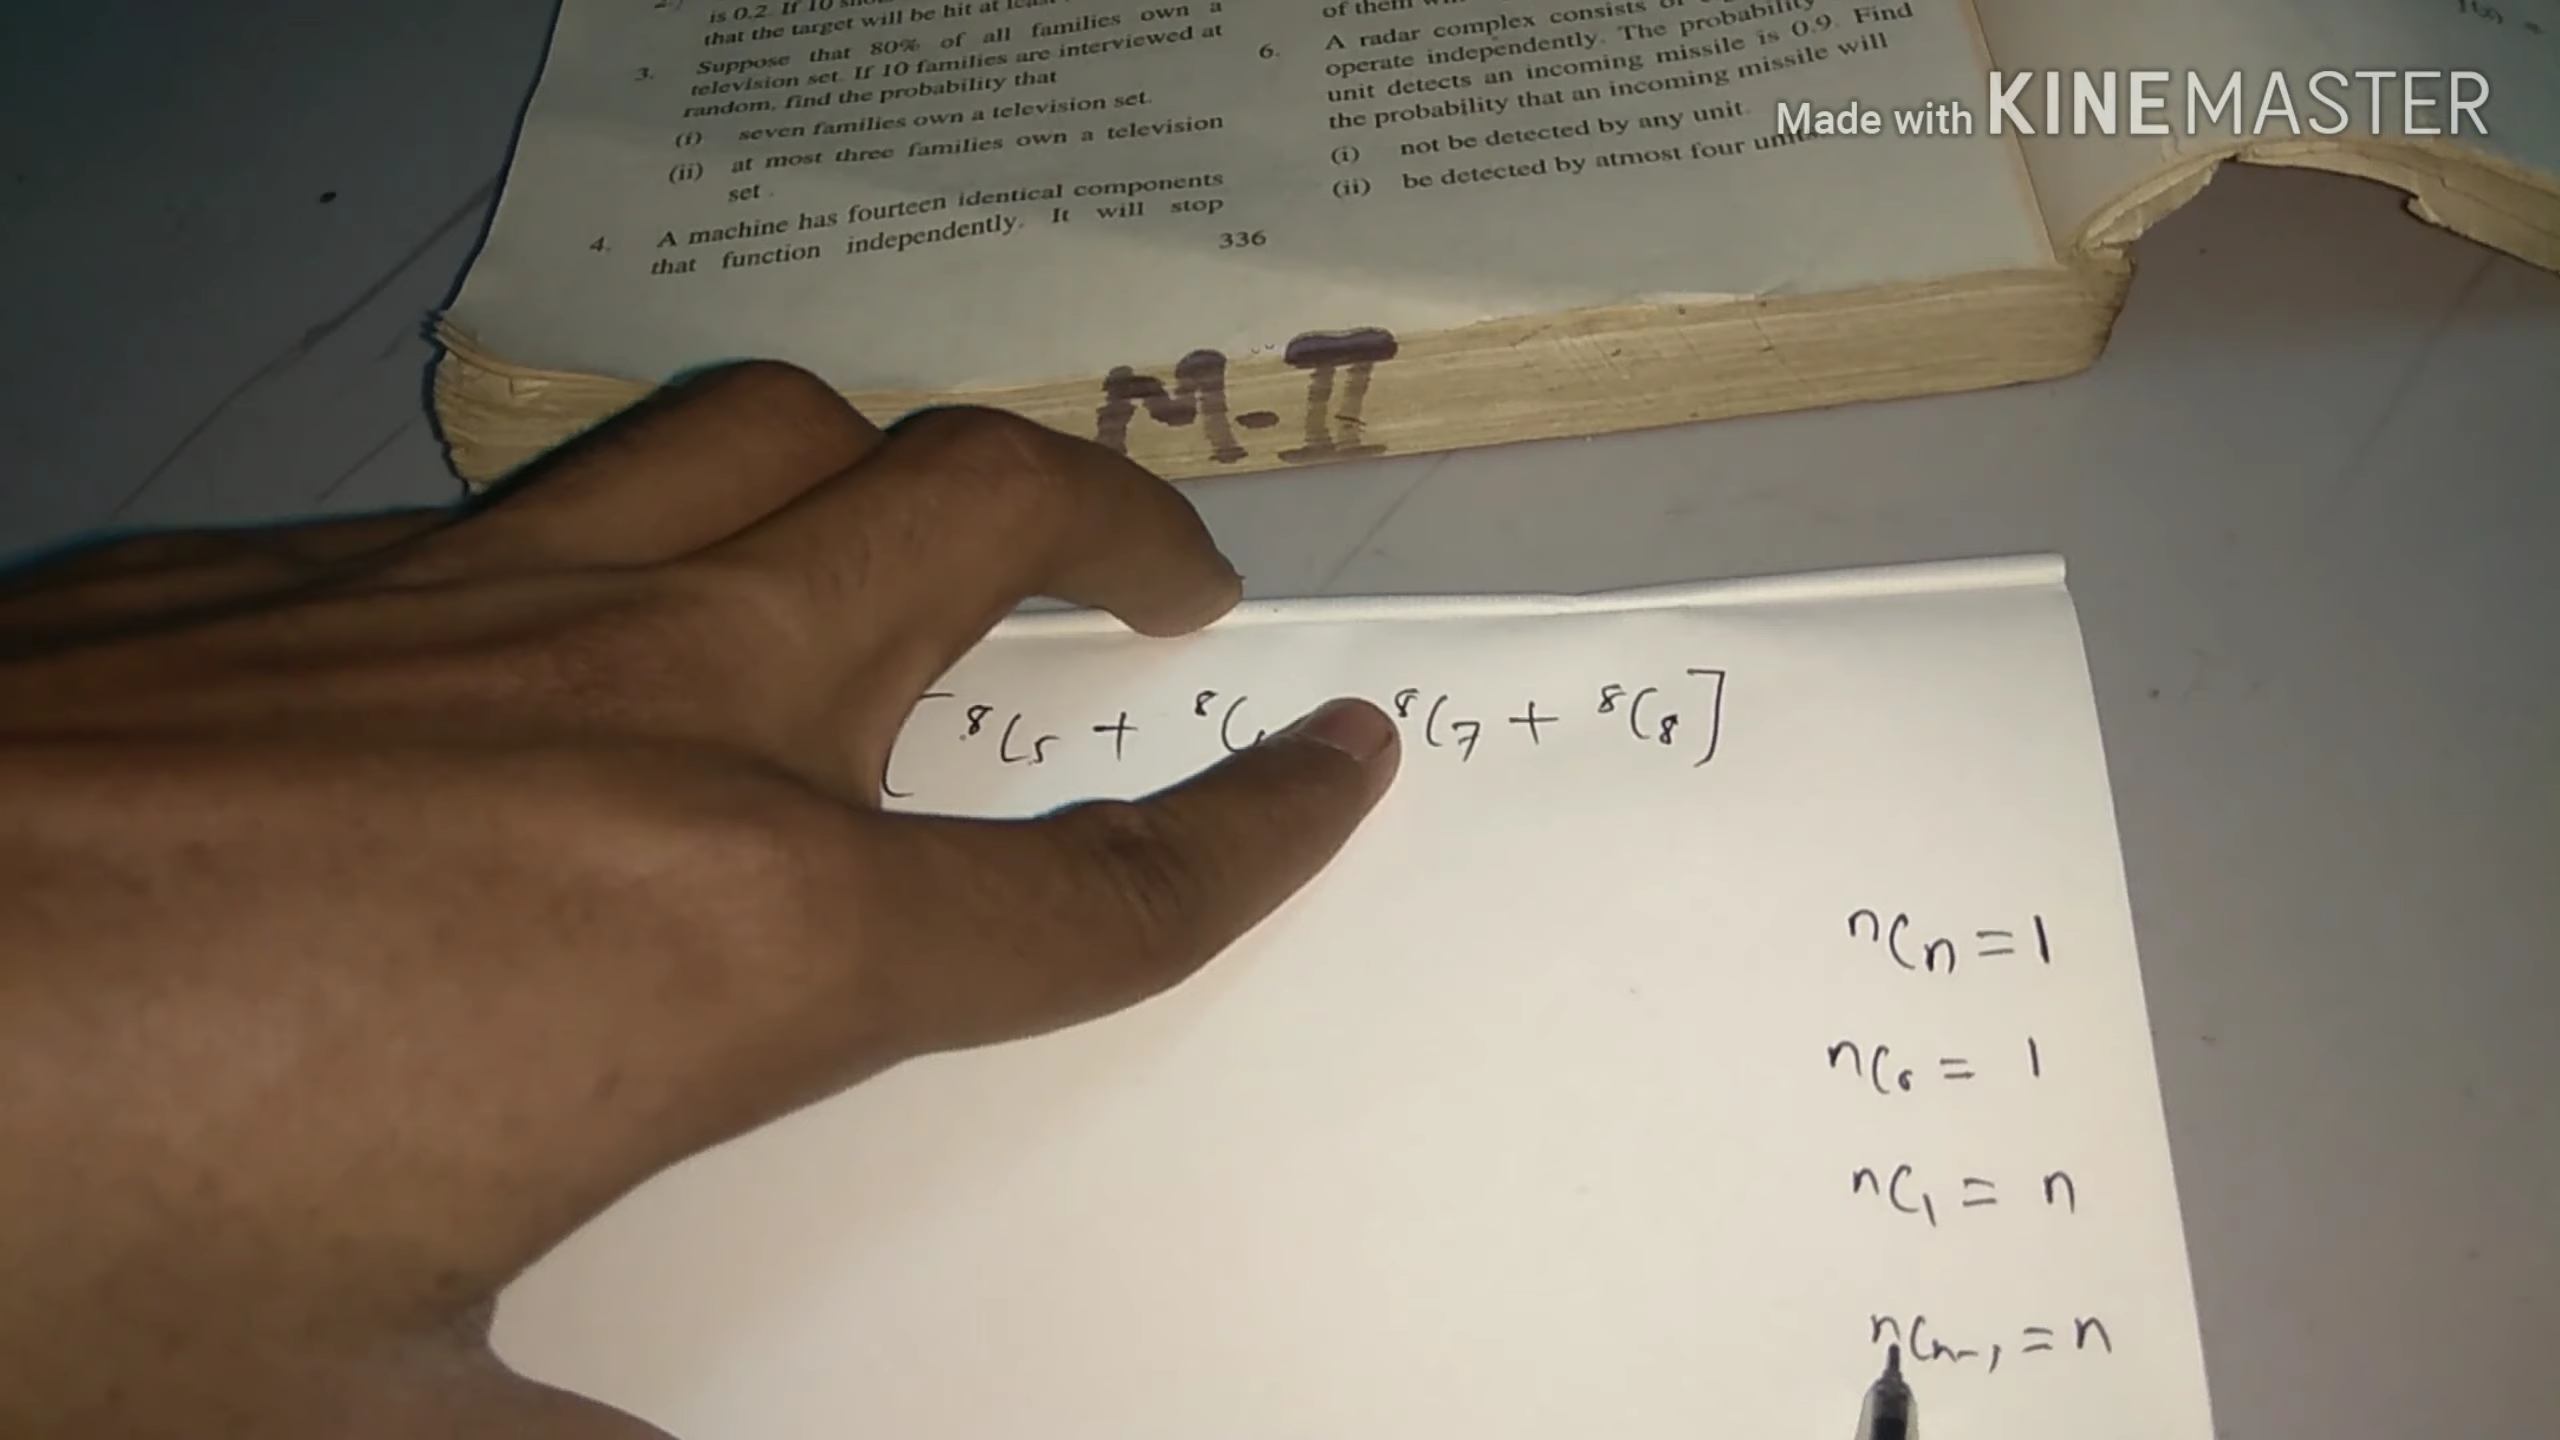 is 0.2. If 10
that the target will be hit at
3. Suppose that 80% of all families own a
television set. If 10 families are interviewed at
random, find the probability that
(i) seven families own a television set.
(ii) at most three families own a television
set.
4. A machine has fourteen identical components
that function independently. It will stop
336
of them
6. A radar complex consists
operate independently. The probability
unit detects an incoming missile is 0.9. Find
the probability that an incoming missile will
(i) not be detected by any unit.
(ii) be detected by atmost four units
Made with KINEMASTER
M-II
[⁸C₅ + ⁸C ⁸C₇ + ⁸C₈]
ⁿCₙ = 1
ⁿC₀ = 1
ⁿC₁ = n
ⁿCₙ₋₁ = n